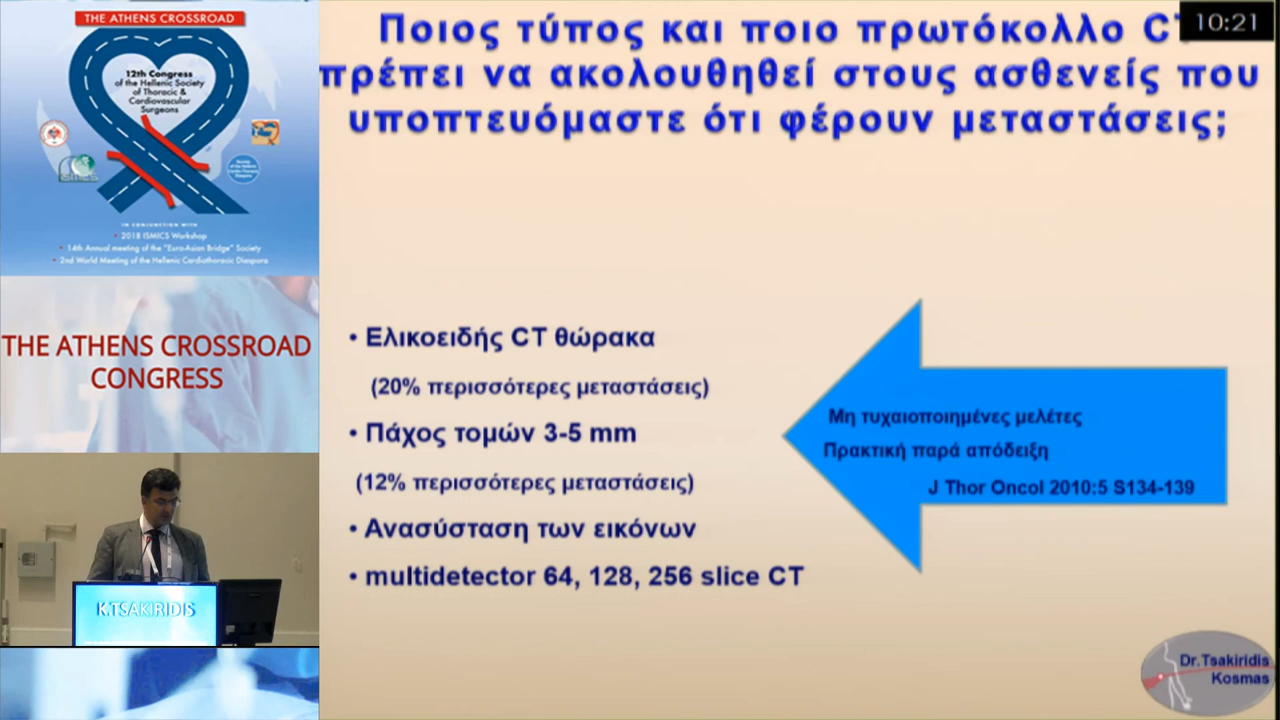 THE ATHENS CROSSROAD
12th Congress
of the Hellenic Society
of Thoracic &
Cardiovascular
Surgeons
IN CONJUNCTION WITH
• 2018 ISMICS Workshop
• 14th Annual meeting of the "Euro-Asian Bridge" Society
• 2nd World Meeting of the Hellenic Cardiothoracic Diaspora
THE ATHENS CROSSROAD
CONGRESS
K.TSAKIRIDIS
10:21
Ποιος τύπος και ποιο πρωτόκολλο CT
πρέπει να ακολουθηθεί στους ασθενείς που
υποπτευόμαστε ότι φέρουν μεταστάσεις;
• Ελικοειδής CT θώρακα
(20% περισσότερες μεταστάσεις)
• Πάχος τομών 3-5 mm
(12% περισσότερες μεταστάσεις)
• Ανασύσταση των εικόνων
• multidetector 64, 128, 256 slice CT
Μη τυχαιοποιημένες μελέτες
Πρακτική παρά απόδειξη
J Thor Oncol 2010:5 S134-139
Dr.Tsakiridis
Kosmas